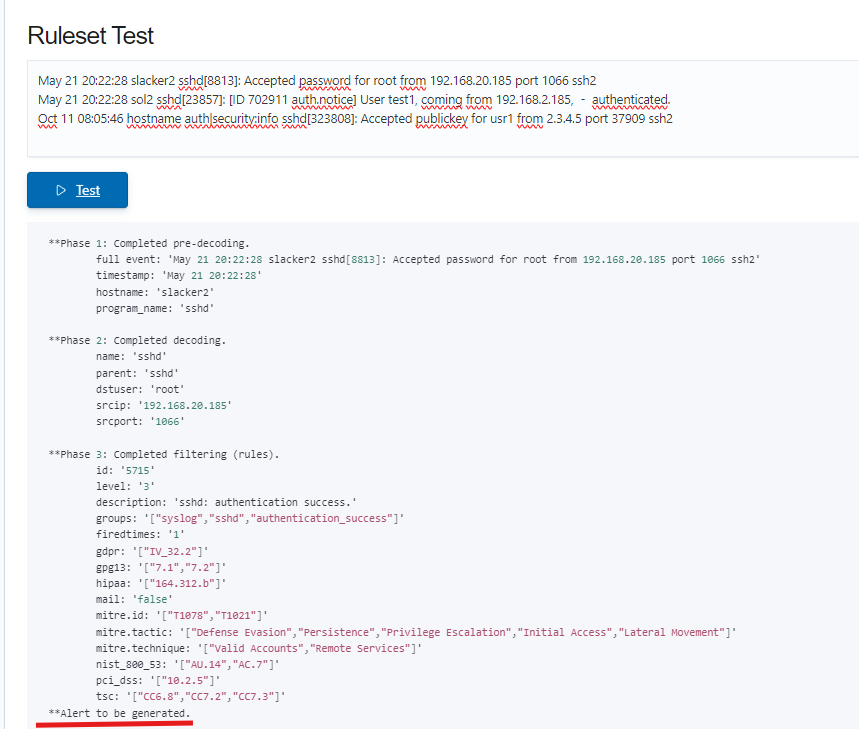 Ruleset Test
May 21 20:22:28 slacker2 sshd[8813]: Accepted password for root from 192.168.20.185 port 1066 ssh2
May 21 20:22:28 sol2 sshd[23857]: [ID 702911 auth.notice] User test1, coming from 192.168.2.185, - authenticated.
Oct 11 08:05:46 hostname auth|security:info sshd[323808]: Accepted publickey for usr1 from 2.3.4.5 port 37909 ssh2
Test
**Phase 1: Completed pre-decoding.
full event: 'May 21 20:22:28 slacker2 sshd[8813]: Accepted password for root from 192.168.20.185 port 1066 ssh2'
timestamp: 'May 21 20:22:28'
hostname: 'slacker2'
program_name: 'sshd'
**Phase 2: Completed decoding.
name: 'sshd'
parent: 'sshd'
dstuser: 'root'
srcip: '192.168.20.185'
srcport: '1066'
**Phase 3: Completed filtering (rules).
id: '5715'
level: '3'
description: 'sshd: authentication success.'
groups: '["syslog","sshd","authentication_success"]'
firedtimes: '1'
gdpr: '["IV_32.2"]'
gpg13: '["7.1","7.2"]'
hipaa: '["164.312.b"]'
mail: 'false'
mitre.id: '["T1078","T1021"]'
mitre.tactic: '["Defense Evasion","Persistence","Privilege Escalation","Initial Access","Lateral Movement"]'
mitre.technique: '["Valid Accounts","Remote Services"]'
nist_800_53: '["AU.14","AC.7"]'
pci_dss: '["10.2.5"]'
tsc: '["CC6.8","CC7.2","CC7.3"]'
**Alert to be generated.